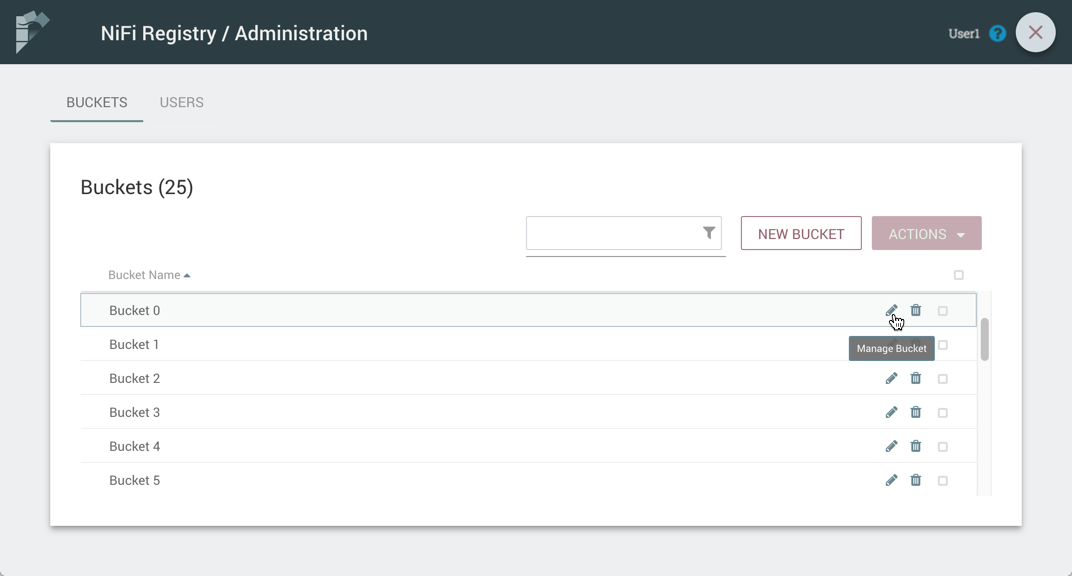 NiFi Registry / Administration
User1 ?
BUCKETS USERS
Buckets (25)
NEW BUCKET ACTIONS
Bucket Name
Bucket 0
Bucket 1
Manage Bucket
Bucket 2
Bucket 3
Bucket 4
Bucket 5